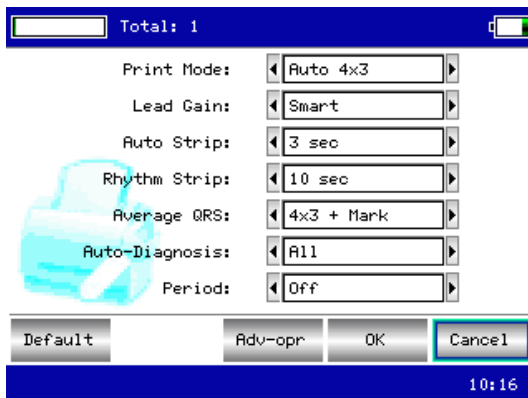 Total: 1
Print Mode: Auto 4x3
Lead Gain: Smart
Auto Strip: 3 sec
Rhythm Strip: 10 sec
Average QRS: 4x3 + Mark
Auto-Diagnosis: All
Period: Off
Default Adv-opr OK Cancel
10:16